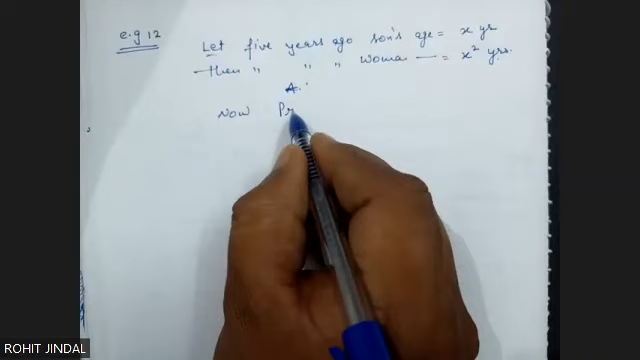 e.g 12
Let five years ago son's age = x yr
Then " " " woman — = x² yrs.
A.
Now Pr
ROHIT JINDAL